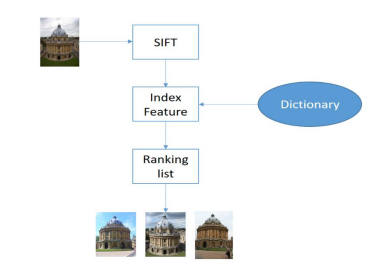 SIFT
Index
Feature
Dictionary
Ranking
list